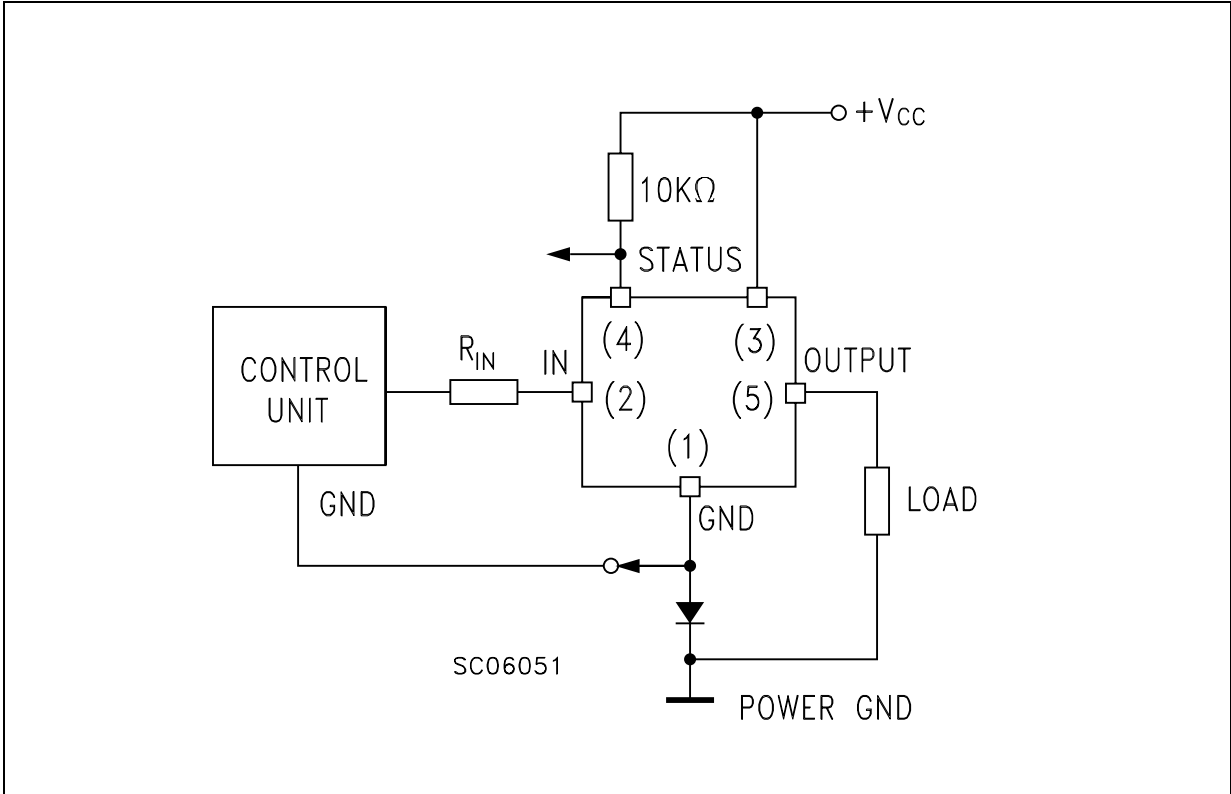 +VCC
10KΩ
STATUS
(4)
(3)
RIN
IN
OUTPUT
CONTROL
UNIT
(2)
(5)
(1)
GND
GND
LOAD
SC06051
POWER GND